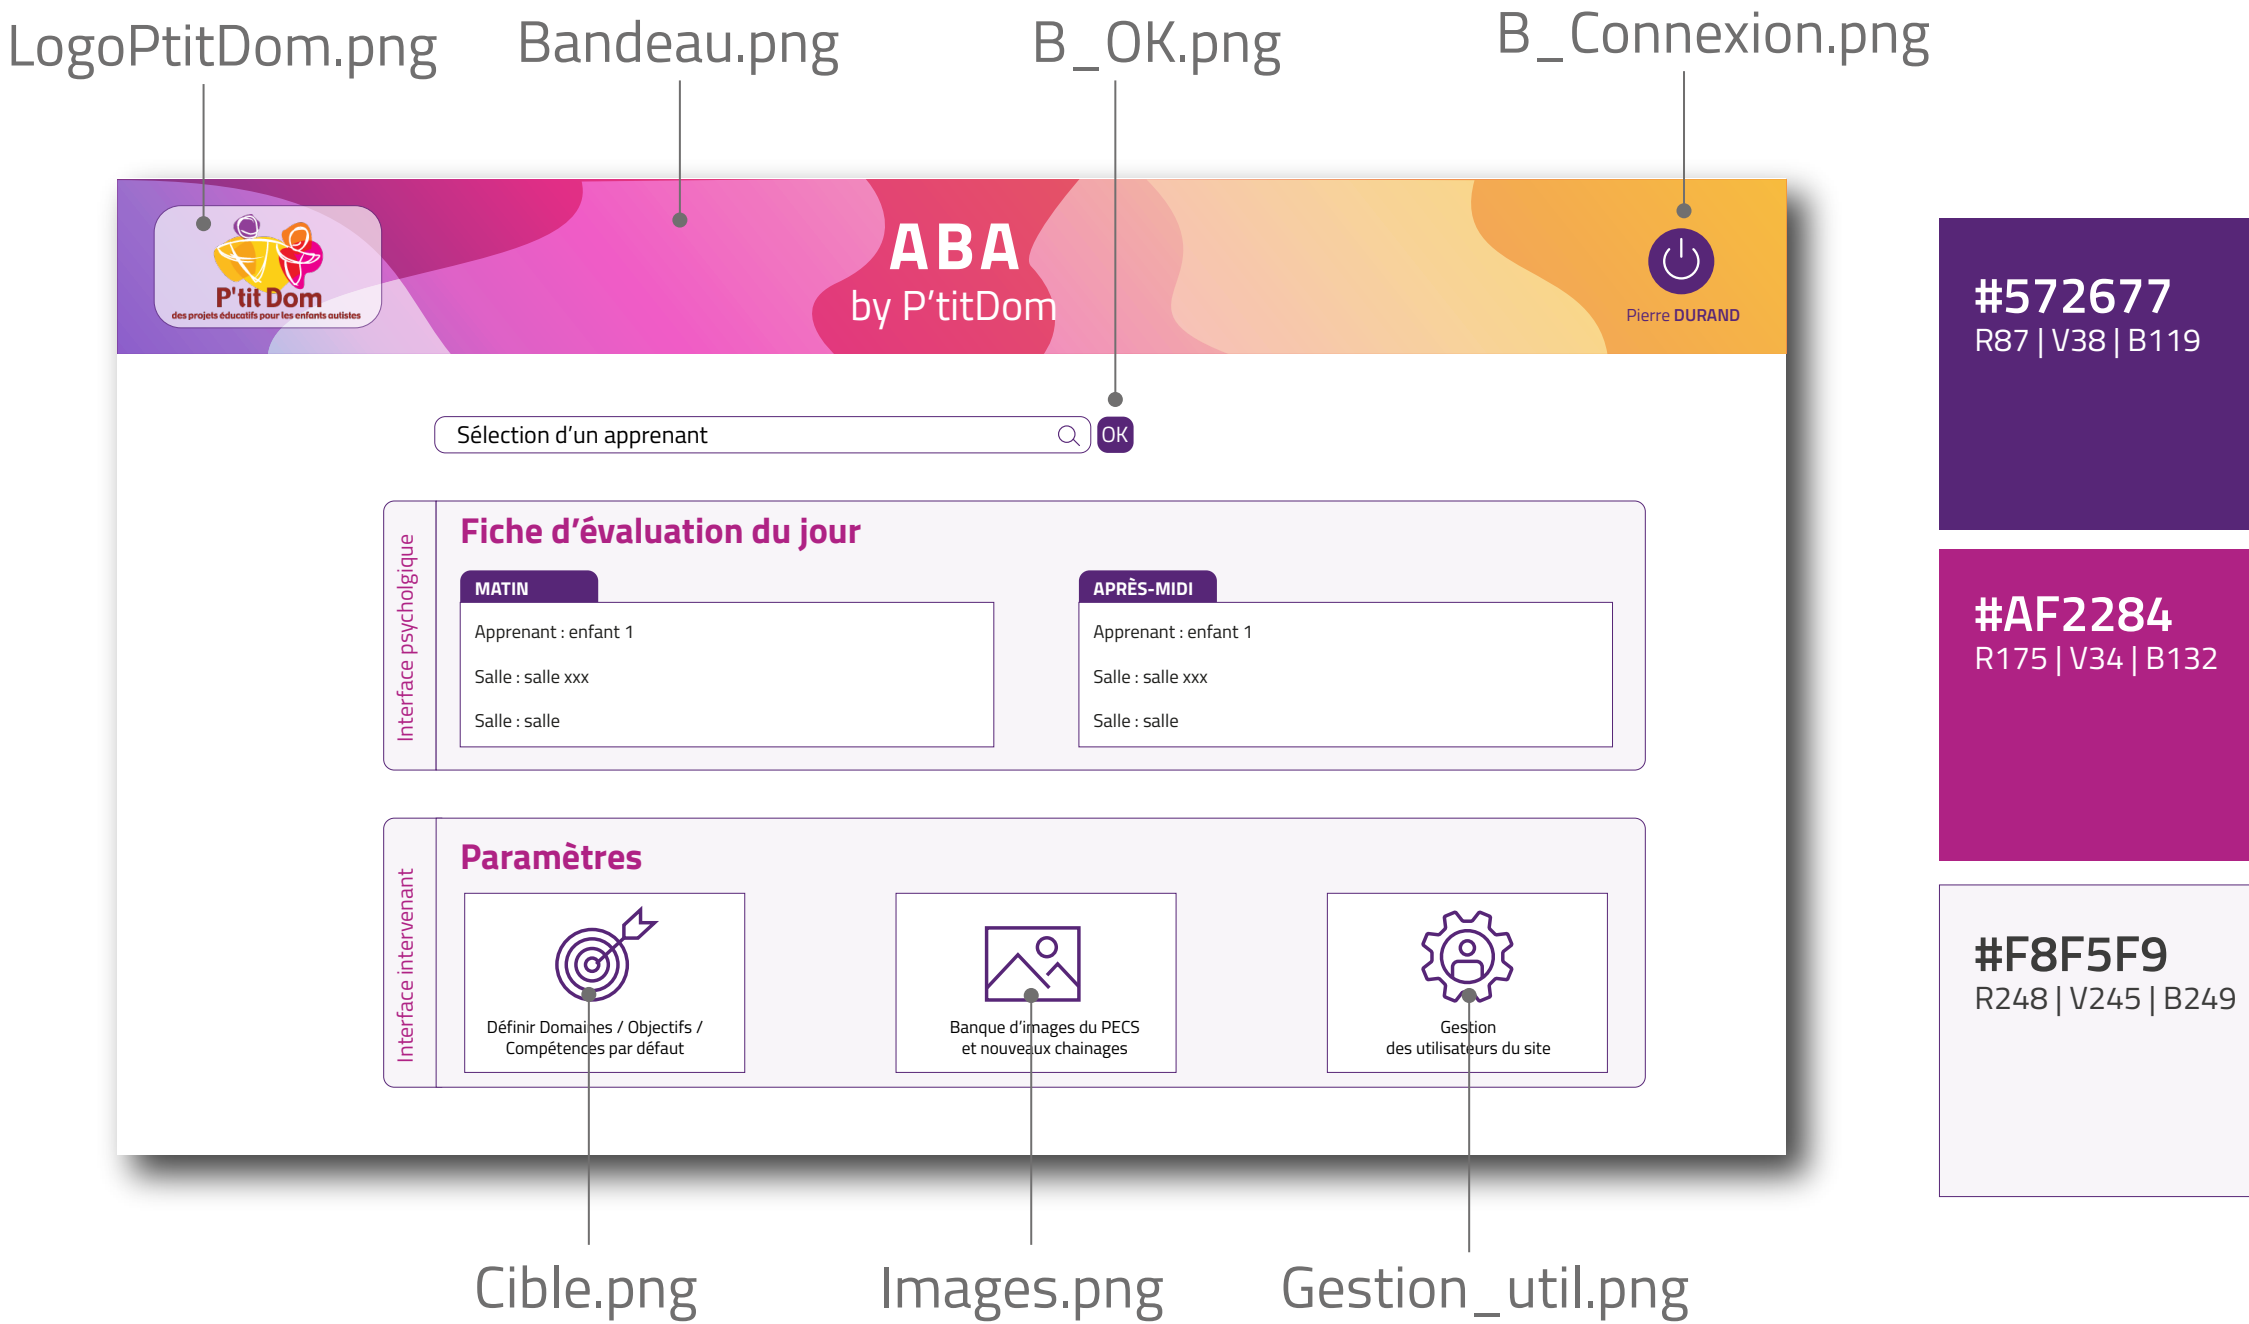 LogoPtitDom.png
Bandeau.png
B_OK.png
B_Connexion.png
P'tit Dom
des projets éducatifs pour les enfants autistes
ABA
by P’titDom
Pierre DURAND
Sélection d’un apprenant
OK
Interface psycholgique
Fiche d’évaluation du jour
MATIN
Apprenant : enfant 1
Salle : salle xxx
Salle : salle
APRÈS-MIDI
Apprenant : enfant 1
Salle : salle xxx
Salle : salle
Interface intervenant
Paramètres
Définir Domaines / Objectifs /
Compétences par défaut
Banque d’images du PECS
et nouveaux chainages
Gestion
des utilisateurs du site
Cible.png
Images.png
Gestion_util.png
#572677
R87 | V38 | B119
#AF2284
R175 | V34 | B132
#F8F5F9
R248 | V245 | B249